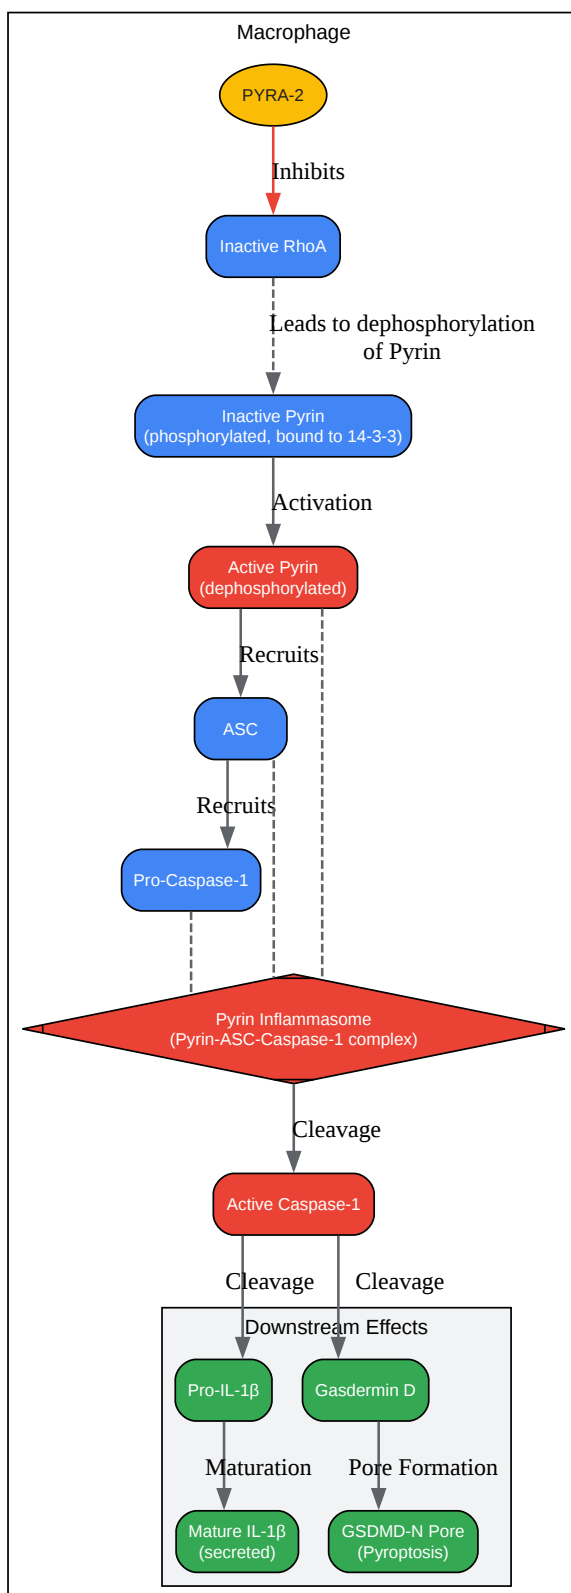 Macrophage
PYRA-2
Inhibits
Inactive RhoA
Leads to dephosphorylation
of Pyrin
Inactive Pyrin
(phosphorylated, bound to 14-3-3)
Activation
Active Pyrin
(dephosphorylated)
Recruits
ASC
Recruits
Pro-Caspase-1
Pyrin Inflammasome
(Pyrin-ASC-Caspase-1 complex)
Cleavage
Active Caspase-1
Cleavage
Cleavage
Downstream Effects
Pro-IL-1β
Gasdermin D
Maturation
Pore Formation
Mature IL-1β
(secreted)
GSDMD-N Pore
(Pyroptosis)